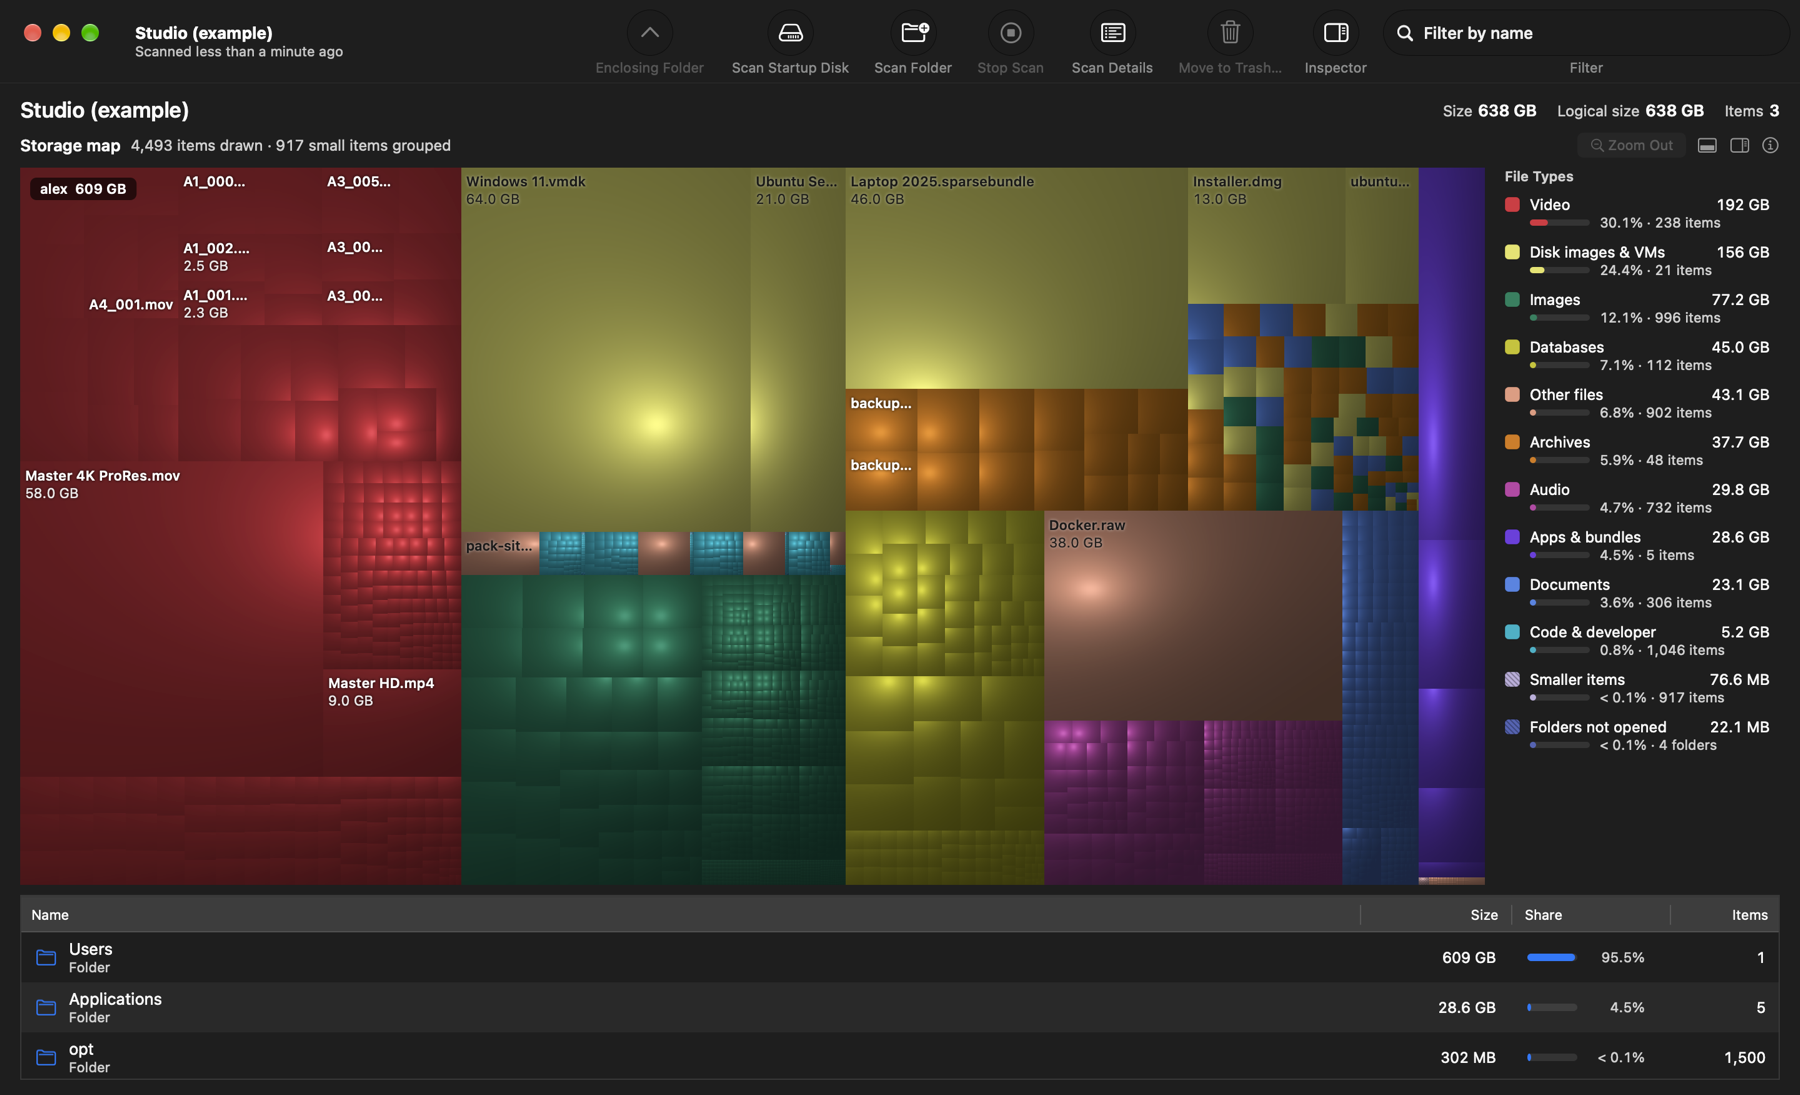 Studio (example)
Scanned less than a minute ago
Enclosing Folder
Scan Startup Disk
Scan Folder
Stop Scan
Scan Details
Move to Trash...
Inspector
Filter by name
Filter
Studio (example)
Size 638 GB Logical size 638 GB Items 3
Storage map 4,493 items drawn · 917 small items grouped
Zoom Out
alex 609 GB
A1_000...
A3_005...
A1_002....
2.5 GB
A3_00...
A4_001.mov
A1_001....
2.3 GB
A3_00...
Master 4K ProRes.mov
58.0 GB
Master HD.mp4
9.0 GB
Windows 11.vmdk
64.0 GB
Ubuntu Se...
21.0 GB
pack-sit...
Laptop 2025.sparsebundle
46.0 GB
Installer.dmg
13.0 GB
ubuntu...
backup...
backup...
Docker.raw
38.0 GB
File Types
Video 192 GB
30.1% · 238 items
Disk images & VMs 156 GB
24.4% · 21 items
Images 77.2 GB
12.1% · 996 items
Databases 45.0 GB
7.1% · 112 items
Other files 43.1 GB
6.8% · 902 items
Archives 37.7 GB
5.9% · 48 items
Audio 29.8 GB
4.7% · 732 items
Apps & bundles 28.6 GB
4.5% · 5 items
Documents 23.1 GB
3.6% · 306 items
Code & developer 5.2 GB
0.8% · 1,046 items
Smaller items 76.6 MB
< 0.1% · 917 items
Folders not opened 22.1 MB
< 0.1% · 4 folders
Name Size Share Items
Users
Folder
609 GB 95.5% 1
Applications
Folder
28.6 GB 4.5% 5
opt
Folder
302 MB < 0.1% 1,500